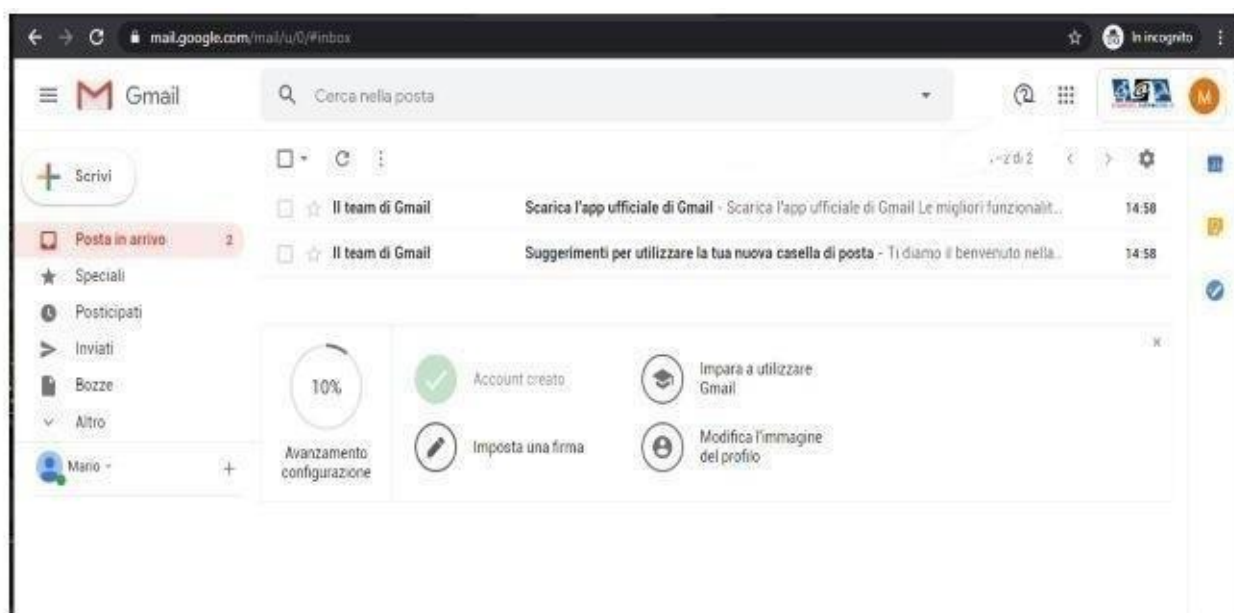 mail.google.com/mail/u/0/#inbox
In incognito
Gmail
Cerca nella posta
M
Scrivi
2 di 2
Posta in arrivo 2
Il team di Gmail Scarica l'app ufficiale di Gmail - Scarica l'app ufficiale di Gmail Le migliori funzionalit... 14:58
Il team di Gmail Suggerimenti per utilizzare la tua nuova casella di posta - Ti diamo il benvenuto nella... 14:58
Speciali
Posticipati
Inviati
Bozze
Altro
Mario
10%
Avanzamento
configurazione
Account creato
Imposta una firma
Impara a utilizzare
Gmail
Modifica l'immagine
del profilo